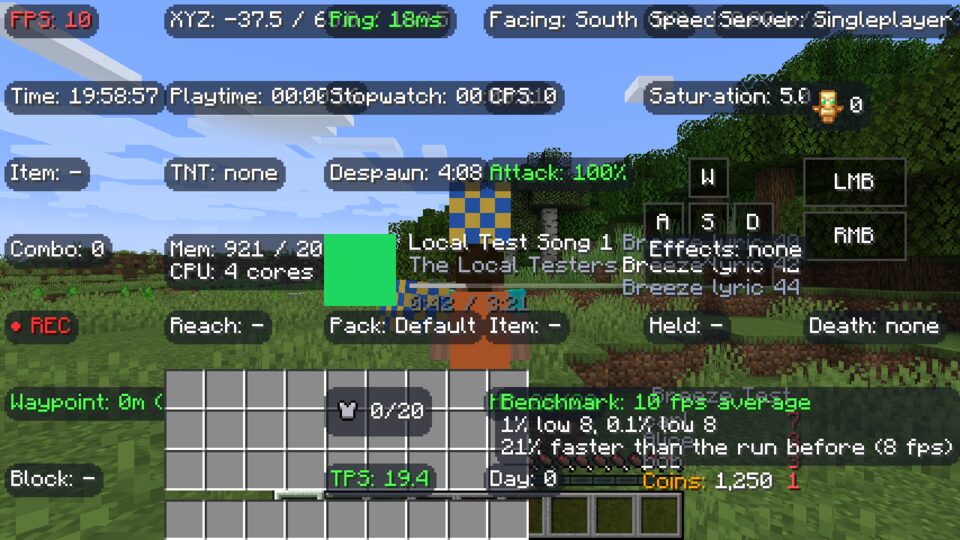 FPS: 10
XYZ: -37.5 / 6
Ping: 18ms
Facing: South
Speed
Server: Singleplayer
Time: 19:58:57
Playtime: 00:00
Stopwatch: 00
CPS:
10
Saturation: 5.0
0
Item: -
TNT: none
Despawn: 4:08
Attack: 100%
W
LMB
A S D
RMB
Combo: 0
Mem: 921 / 20
CPU: 4 cores
Local Test Song 1
The Local Testers
0:42 / 3:21
Effects: none
Breeze lyric 42
Breeze lyric 44
REC
Reach: -
Pack: Default
Item: -
Held: -
Death: none
Waypoint: 0m (
0/20
Breeze Test
Benchmark: 10 fps average
1% low 8, 0.1% low 8
21% faster than the run before (8 fps)
Block: -
TPS: 19.4
Day: 0
Coins: 1,250
1